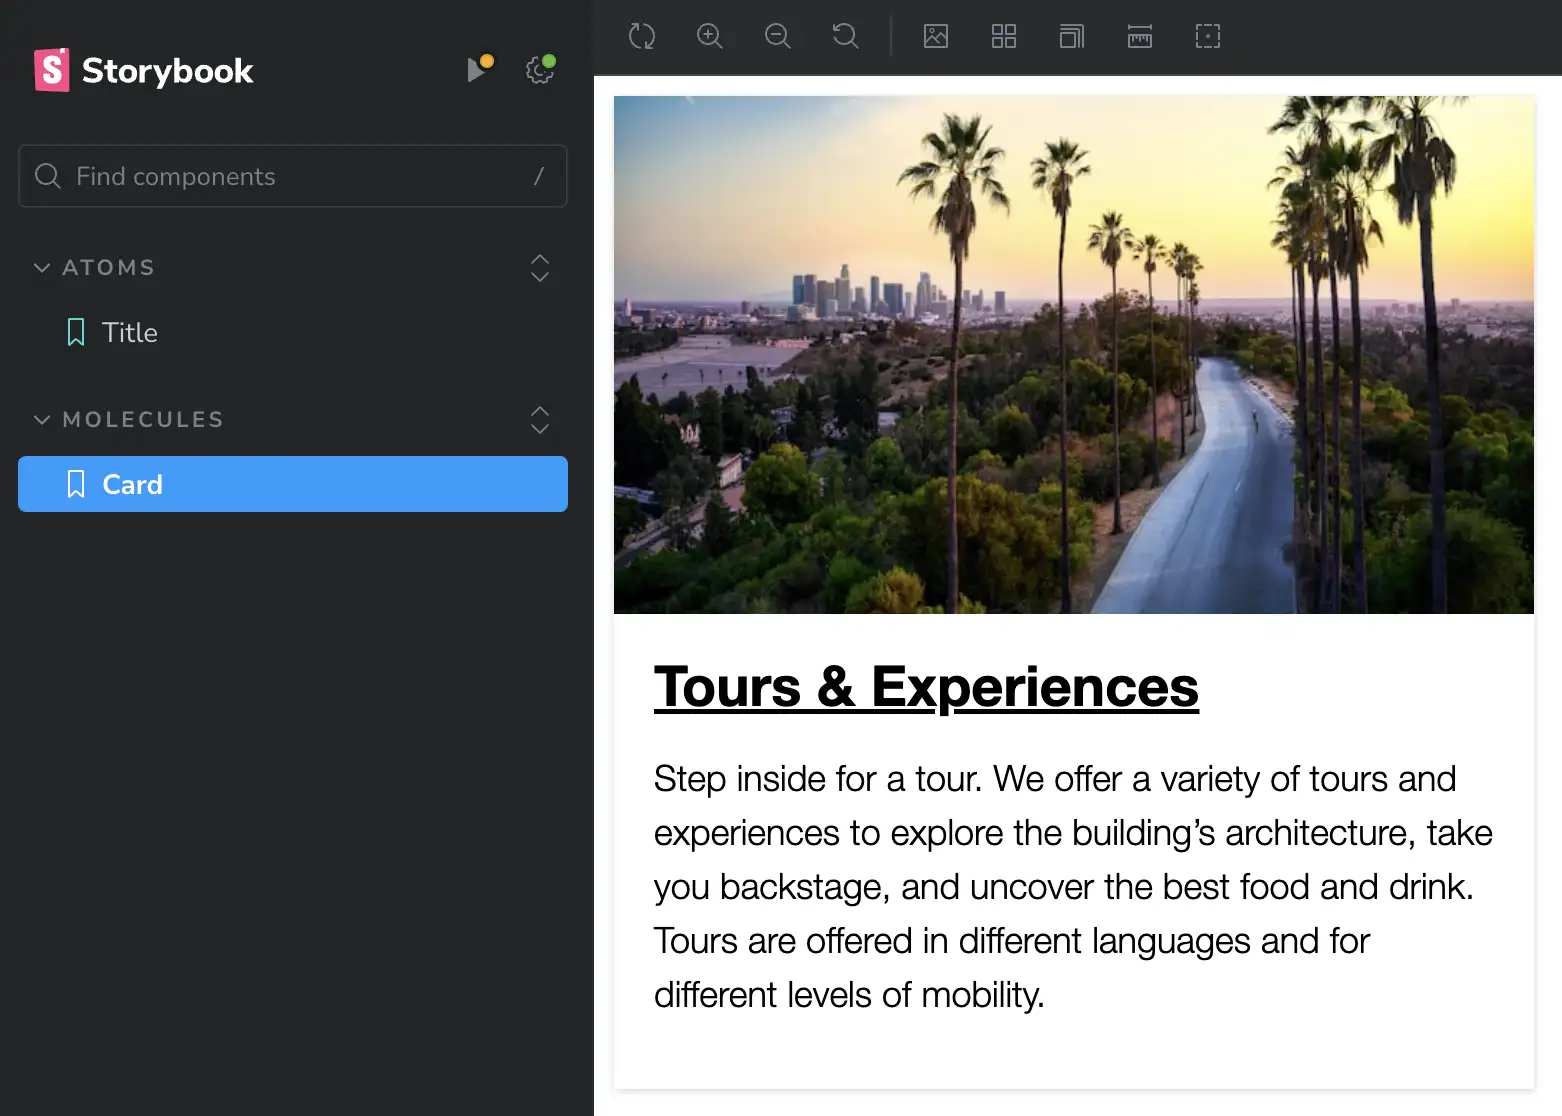 Storybook
Find components
/
ATOMS
Title
MOLECULES
Card
Tours & Experiences
Step inside for a tour. We offer a variety of tours and
experiences to explore the building’s architecture, take
you backstage, and uncover the best food and drink.
Tours are offered in different languages and for
different levels of mobility.